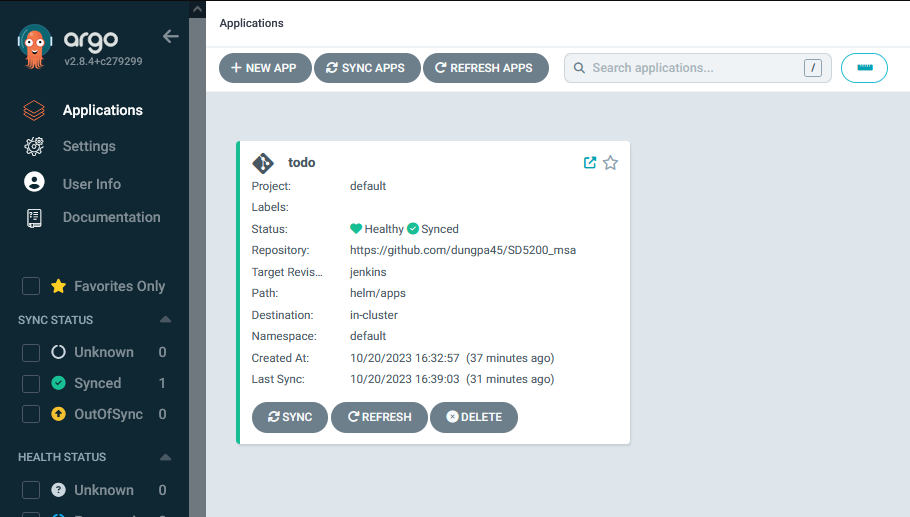 argo
v2.8.4+c279299
Applications
Settings
User Info
Documentation
Favorites Only
SYNC STATUS
Unknown 0
Synced 1
OutOfSync 0
HEALTH STATUS
Unknown 0
Applications
+ NEW APP SYNC APPS REFRESH APPS Search applications... /
todo
Project: default
Labels:
Status: Healthy Synced
Repository: https://github.com/dungpa45/SD5200_msa
Target Revis... jenkins
Path: helm/apps
Destination: in-cluster
Namespace: default
Created At: 10/20/2023 16:32:57 (37 minutes ago)
Last Sync: 10/20/2023 16:39:03 (31 minutes ago)
SYNC REFRESH DELETE